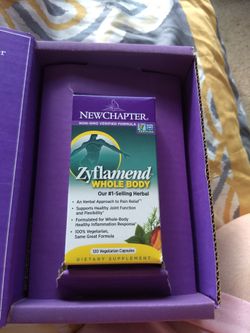 NEWCHAPTER
NON-GMO VERIFIED FORMULA
Zyflamend
WHOLE BODY
Our #1-Selling Herbal
• An Herbal Approach to Pain Relief
• Supports Healthy Joint Function
and Flexibility
• Formulated for Whole-Body
Healthy Inflammation Response
• 100% Vegetarian,
Same Great Formula
120 Vegetarian Capsules
DIETARY SUPPLEMENT